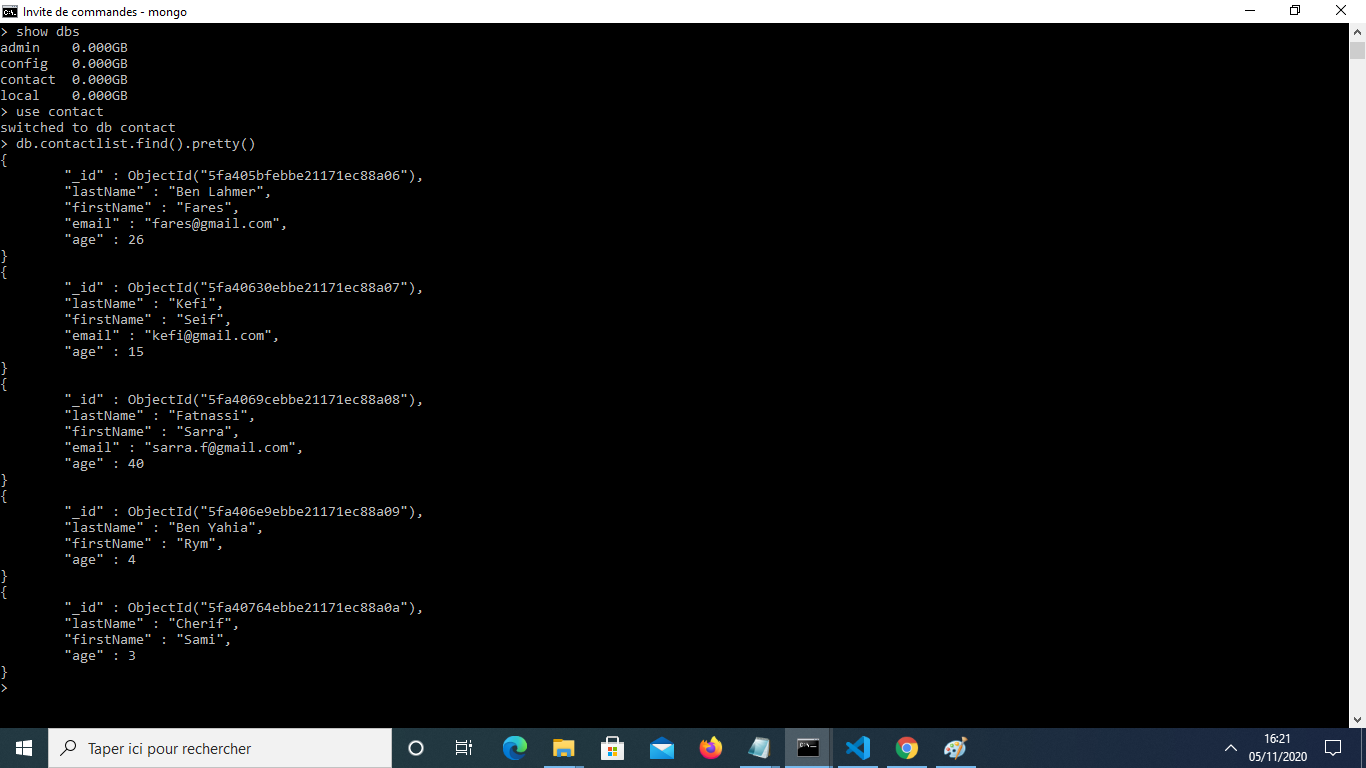 Invite de commandes - mongo
> show dbs
admin    0.000GB
config   0.000GB
contact  0.000GB
local    0.000GB
> use contact
switched to db contact
> db.contactlist.find().pretty()
{
        "_id" : ObjectId("5fa405bfebbe21171ec88a06"),
        "lastName" : "Ben Lahmer",
        "firstName" : "Fares",
        "email" : "fares@gmail.com",
        "age" : 26
}
{
        "_id" : ObjectId("5fa40630ebbe21171ec88a07"),
        "lastName" : "Kefi",
        "firstName" : "Seif",
        "email" : "kefi@gmail.com",
        "age" : 15
}
{
        "_id" : ObjectId("5fa4069cebbe21171ec88a08"),
        "lastName" : "Fatnassi",
        "firstName" : "Sarra",
        "email" : "sarra.f@gmail.com",
        "age" : 40
}
{
        "_id" : ObjectId("5fa406e9ebbe21171ec88a09"),
        "lastName" : "Ben Yahia",
        "firstName" : "Rym",
        "age" : 4
}
{
        "_id" : ObjectId("5fa40764ebbe21171ec88a0a"),
        "lastName" : "Cherif",
        "firstName" : "Sami",
        "age" : 3
}
>
Taper ici pour rechercher
16:21
05/11/2020